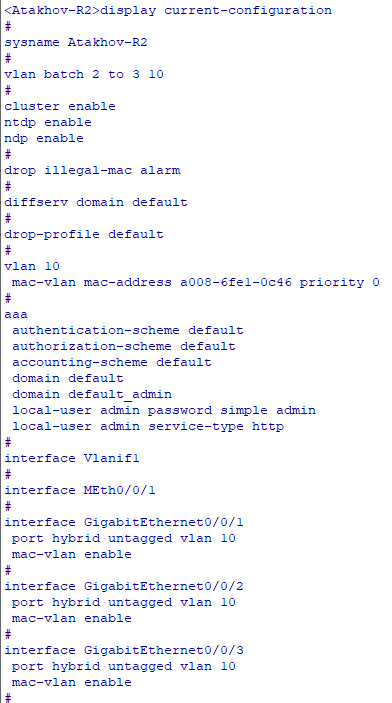 <Atakhov-R2>display current-configuration
#
sysname Atakhov-R2
#
vlan batch 2 to 3 10
#
cluster enable
ntdp enable
ndp enable
#
drop illegal-mac alarm
#
diffserv domain default
#
drop-profile default
#
vlan 10
 mac-vlan mac-address a008-6fe1-0c46 priority 0
#
aaa
 authentication-scheme default
 authorization-scheme default
 accounting-scheme default
 domain default
 domain default_admin
 local-user admin password simple admin
 local-user admin service-type http
#
interface Vlanif1
#
interface MEth0/0/1
#
interface GigabitEthernet0/0/1
 port hybrid untagged vlan 10
 mac-vlan enable
#
interface GigabitEthernet0/0/2
 port hybrid untagged vlan 10
 mac-vlan enable
#
interface GigabitEthernet0/0/3
 port hybrid untagged vlan 10
 mac-vlan enable
#